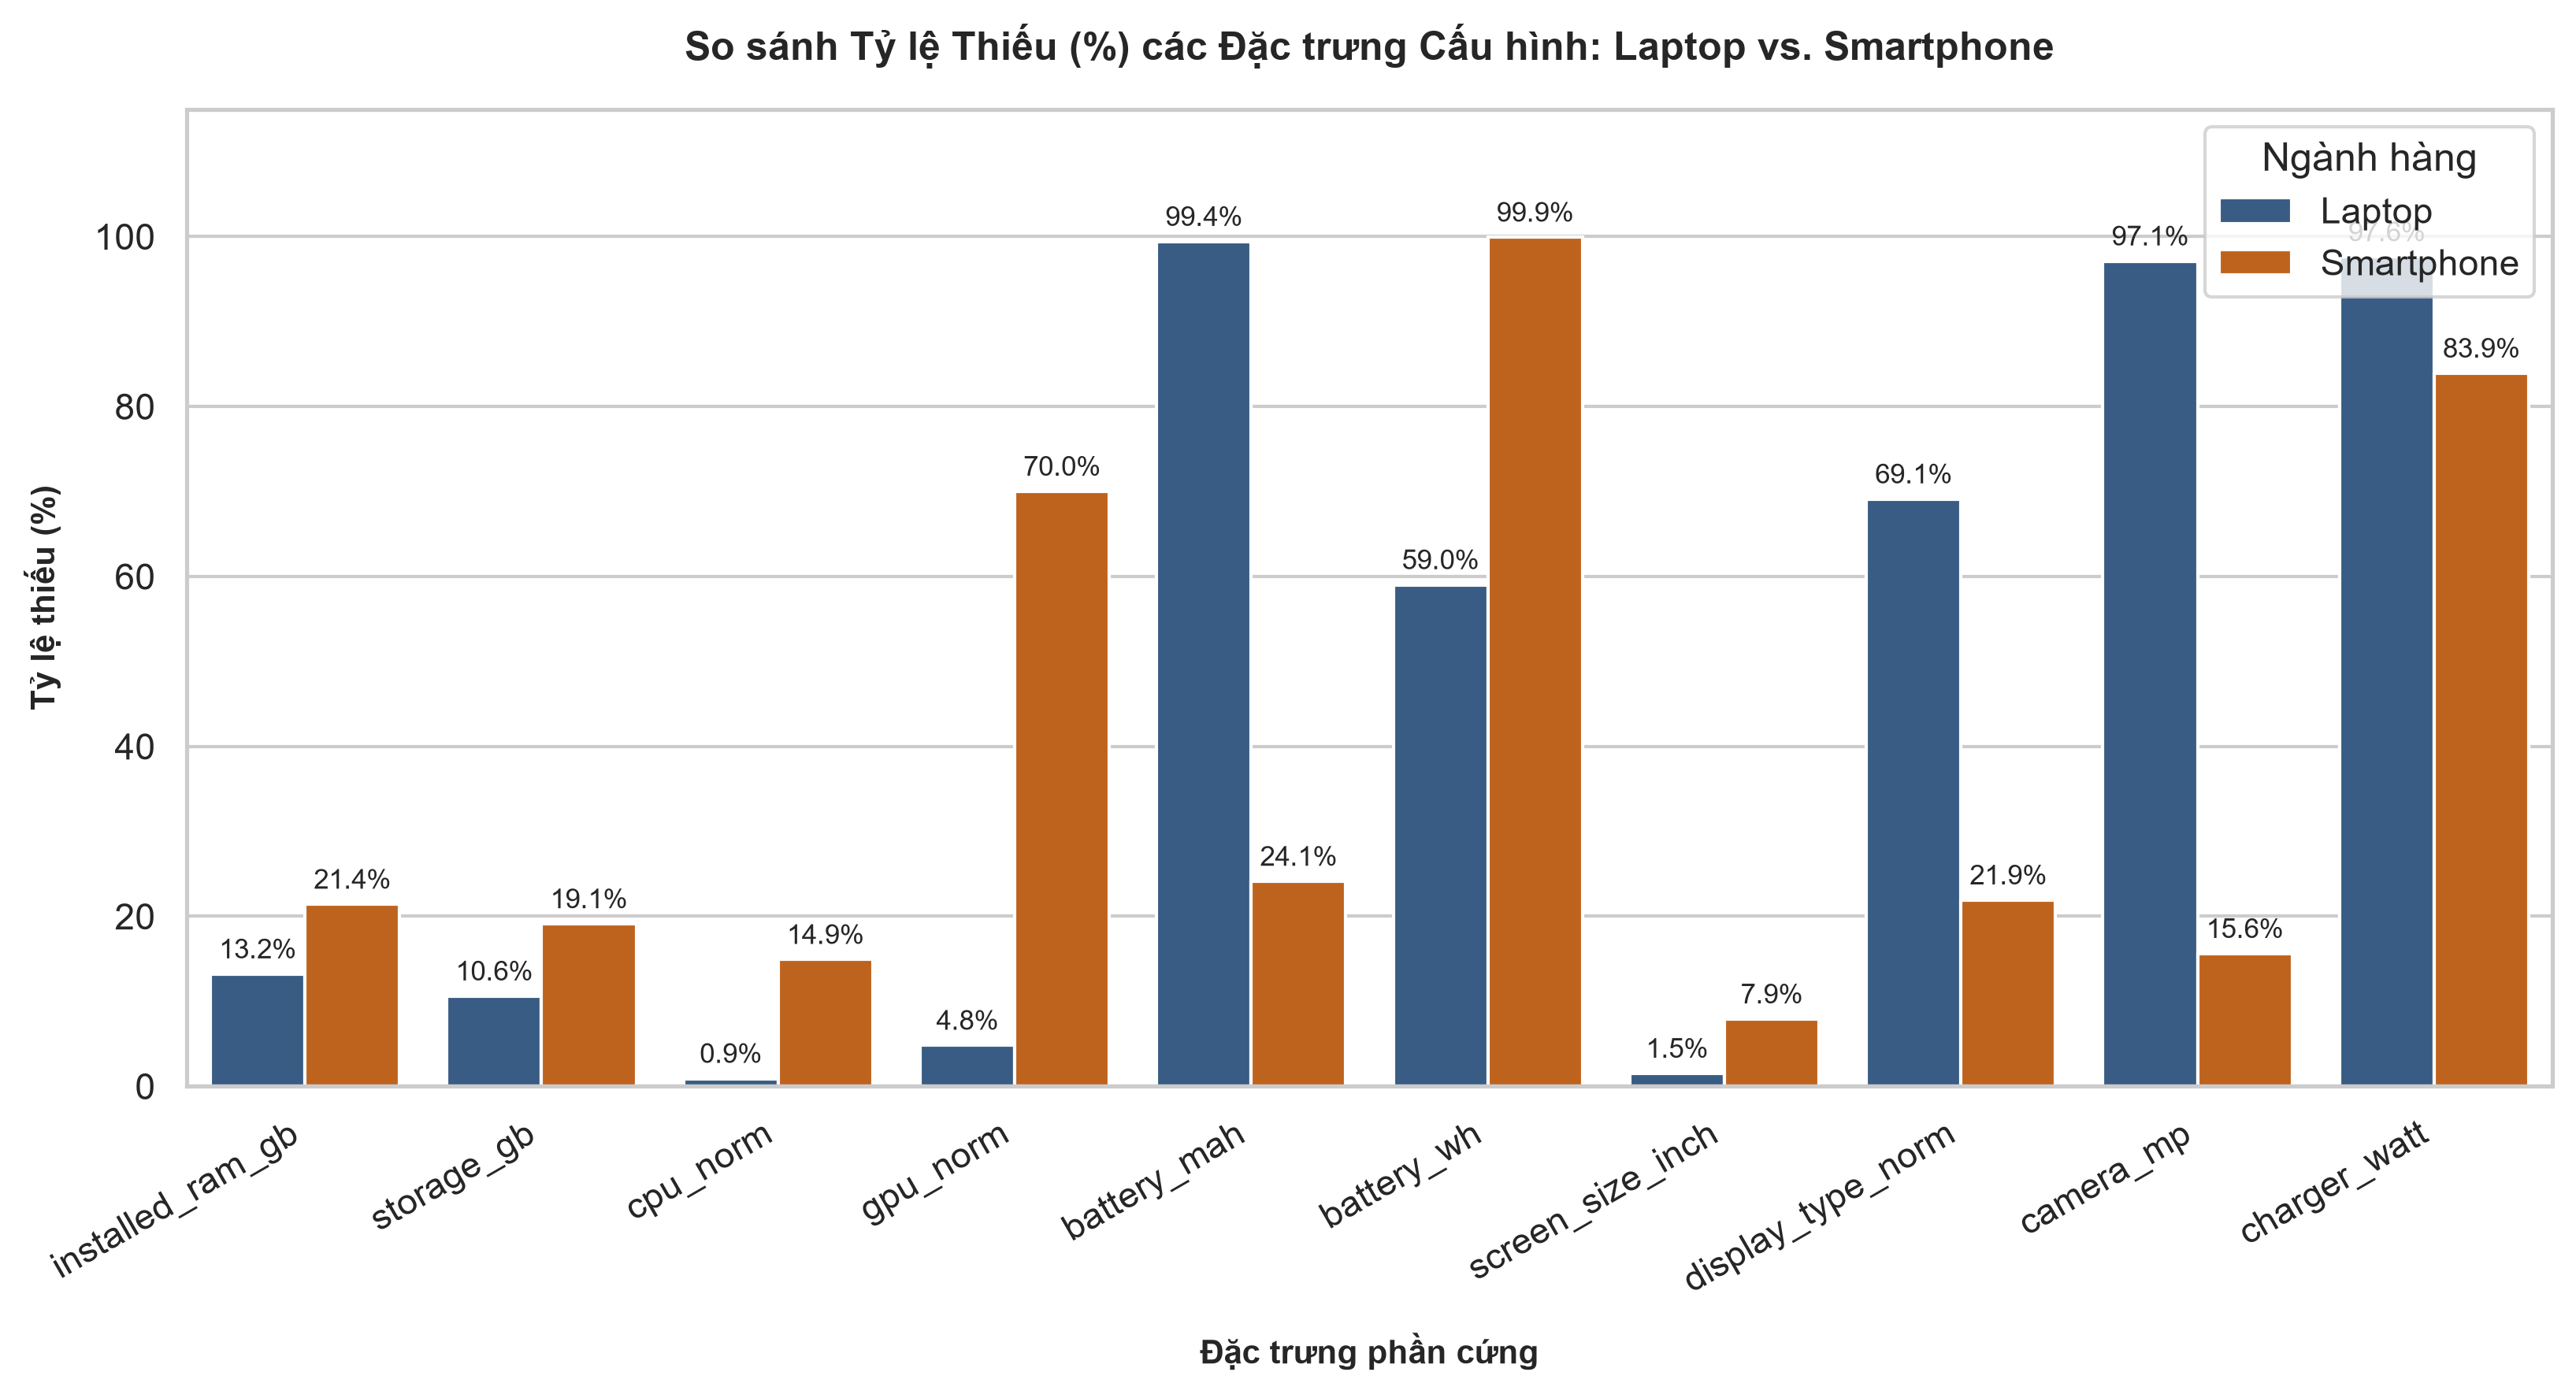 So sánh Tỷ lệ Thiếu (%) các Đặc trưng Cấu hình: Laptop vs. Smartphone
Ngành hàng
Laptop
Smartphone
Tỷ lệ thiếu (%)
100
80
60
40
20
0
13.2%
21.4%
10.6%
19.1%
0.9%
14.9%
4.8%
70.0%
99.4%
24.1%
59.0%
99.9%
1.5%
7.9%
69.1%
21.9%
97.1%
15.6%
97.6%
83.9%
installed_ram_gb
storage_gb
cpu_norm
gpu_norm
battery_mah
battery_wh
screen_size_inch
display_type_norm
camera_mp
charger_watt
Đặc trưng phần cứng